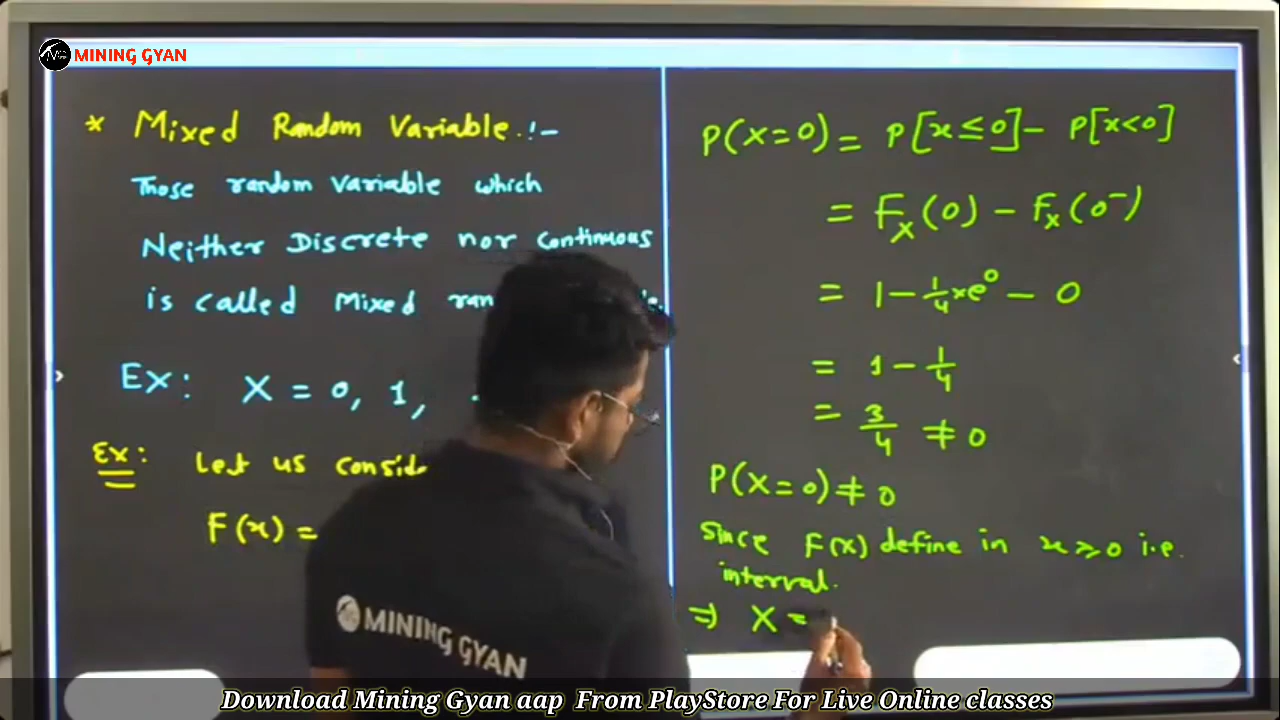 MINING GYAN
* Mixed Random Variable :-
Those random Variable which
Neither Discrete nor Continuous
is called Mixed
Ex: X = 0, 1,
Ex: Let us
F(x) =
P(X=0) = P[x≤0] - P[x<0]
= Fx(0) - Fx(0⁻)
= 1 - 1/4 × e⁰ - 0
= 1 - 1/4
= 3/4 ≠ 0
P(X=0) ≠ 0
Since F(x) define in x ≥ 0 i.e.
interval.
⇒ X =
MINING GYAN
Download Mining Gyan aap From PlayStore For Live Online classes